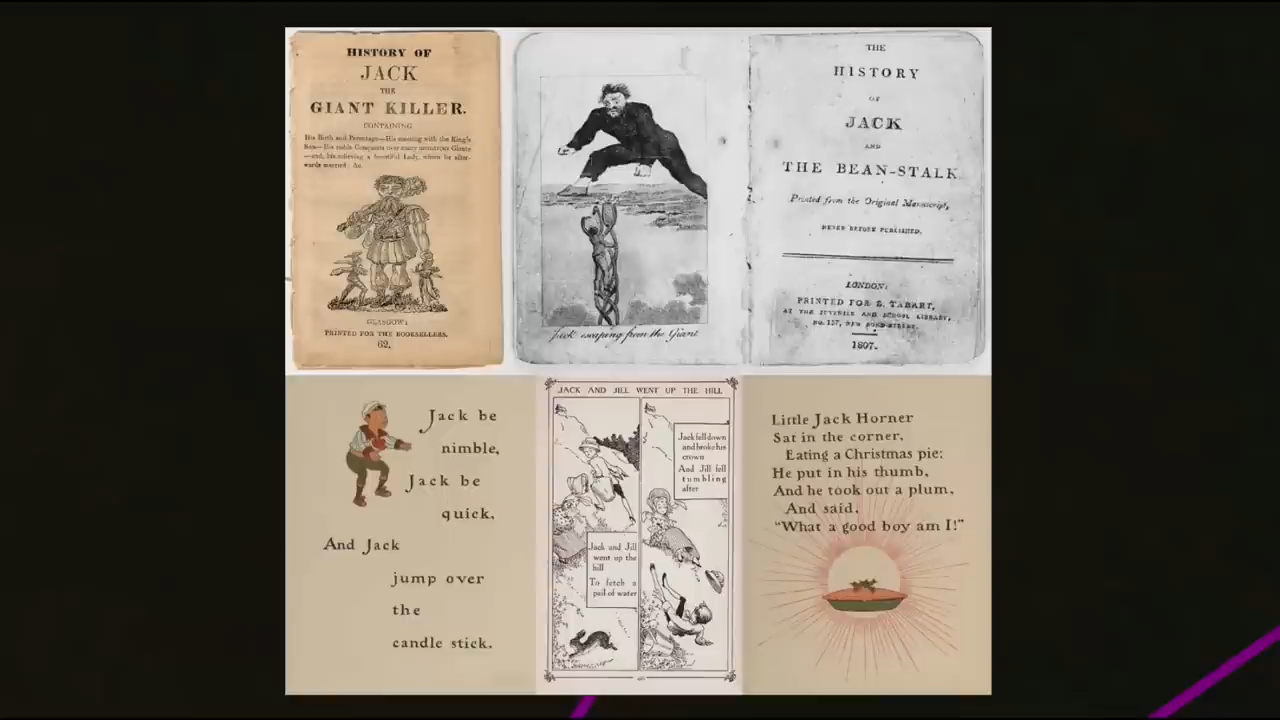 HISTORY OF
JACK
THE
GIANT KILLER.
CONTAINING
His Birth and Parentage—His meeting with the King's
Son—His noble Conquests over many monstrous Giants
—and, his relieving a beautiful Lady, whom he after-
wards married, &c.
GLASGOW:
PRINTED FOR THE BOOKSELLERS.
62.
Jack escaping from the Giant
THE
HISTORY
OF
JACK
AND
THE BEAN-STALK
Printed from the Original Manuscript,
NEVER BEFORE PUBLISHED.
LONDON:
PRINTED FOR B. TABART,
AT THE JUVENILE AND SCHOOL LIBRARY,
NO. 157, NEW BOND-STREET.
1807.
Jack be
nimble,
Jack be
quick,
And Jack
jump over
the
candle stick.
JACK AND JILL WENT UP THE HILL
Jack and Jill
went up the
hill
To fetch a
pail of water
Jack fell down
and broke his
crown
And Jill fell
tumbling
after
Little Jack Horner
Sat in the corner,
Eating a Christmas pie;
He put in his thumb,
And he took out a plum,
And said,
"What a good boy am I!"